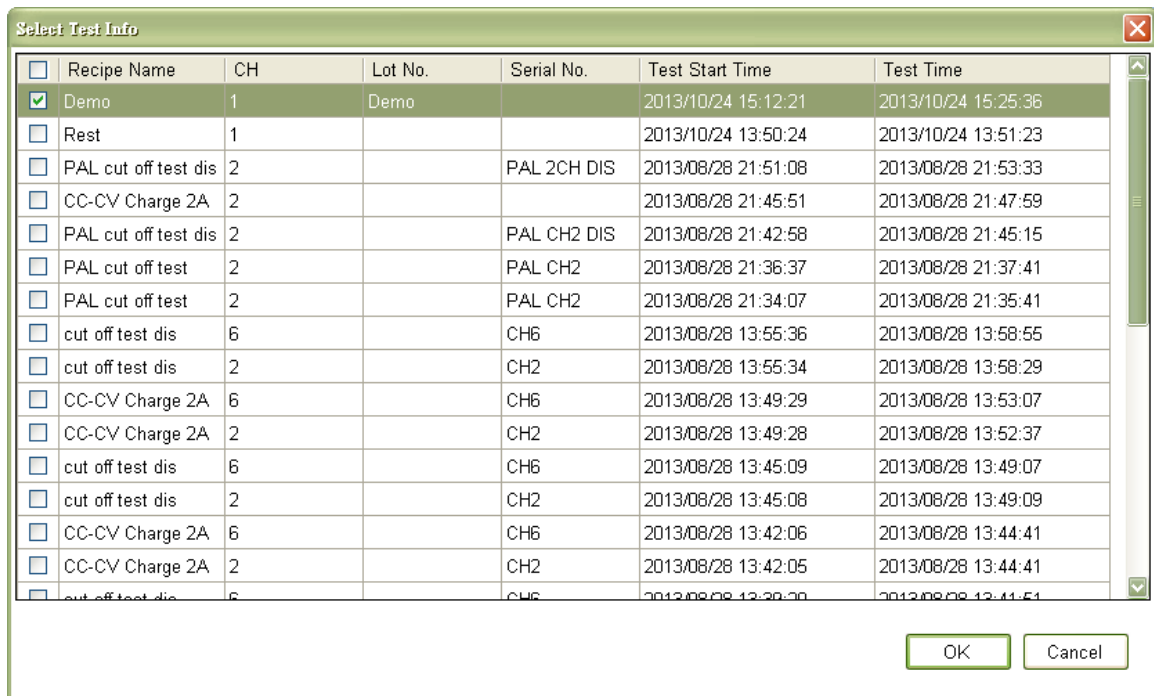 Select Test Info
Recipe Name CH Lot No. Serial No. Test Start Time Test Time
Demo 1 Demo 2013/10/24 15:12:21 2013/10/24 15:25:36
Rest 1 2013/10/24 13:50:24 2013/10/24 13:51:23
PAL cut off test dis 2 PAL 2CH DIS 2013/08/28 21:51:08 2013/08/28 21:53:33
CC-CV Charge 2A 2 2013/08/28 21:45:51 2013/08/28 21:47:59
PAL cut off test dis 2 PAL CH2 DIS 2013/08/28 21:42:58 2013/08/28 21:45:15
PAL cut off test 2 PAL CH2 2013/08/28 21:36:37 2013/08/28 21:37:41
PAL cut off test 2 PAL CH2 2013/08/28 21:34:07 2013/08/28 21:35:41
cut off test dis 6 CH6 2013/08/28 13:55:36 2013/08/28 13:58:55
cut off test dis 2 CH2 2013/08/28 13:55:34 2013/08/28 13:58:29
CC-CV Charge 2A 6 CH6 2013/08/28 13:49:29 2013/08/28 13:53:07
CC-CV Charge 2A 2 CH2 2013/08/28 13:49:28 2013/08/28 13:52:37
cut off test dis 6 CH6 2013/08/28 13:45:09 2013/08/28 13:49:07
cut off test dis 2 CH2 2013/08/28 13:45:08 2013/08/28 13:49:09
CC-CV Charge 2A 6 CH6 2013/08/28 13:42:06 2013/08/28 13:44:41
CC-CV Charge 2A 2 CH2 2013/08/28 13:42:05 2013/08/28 13:44:41
cut off test dis 6 CH6
OK Cancel